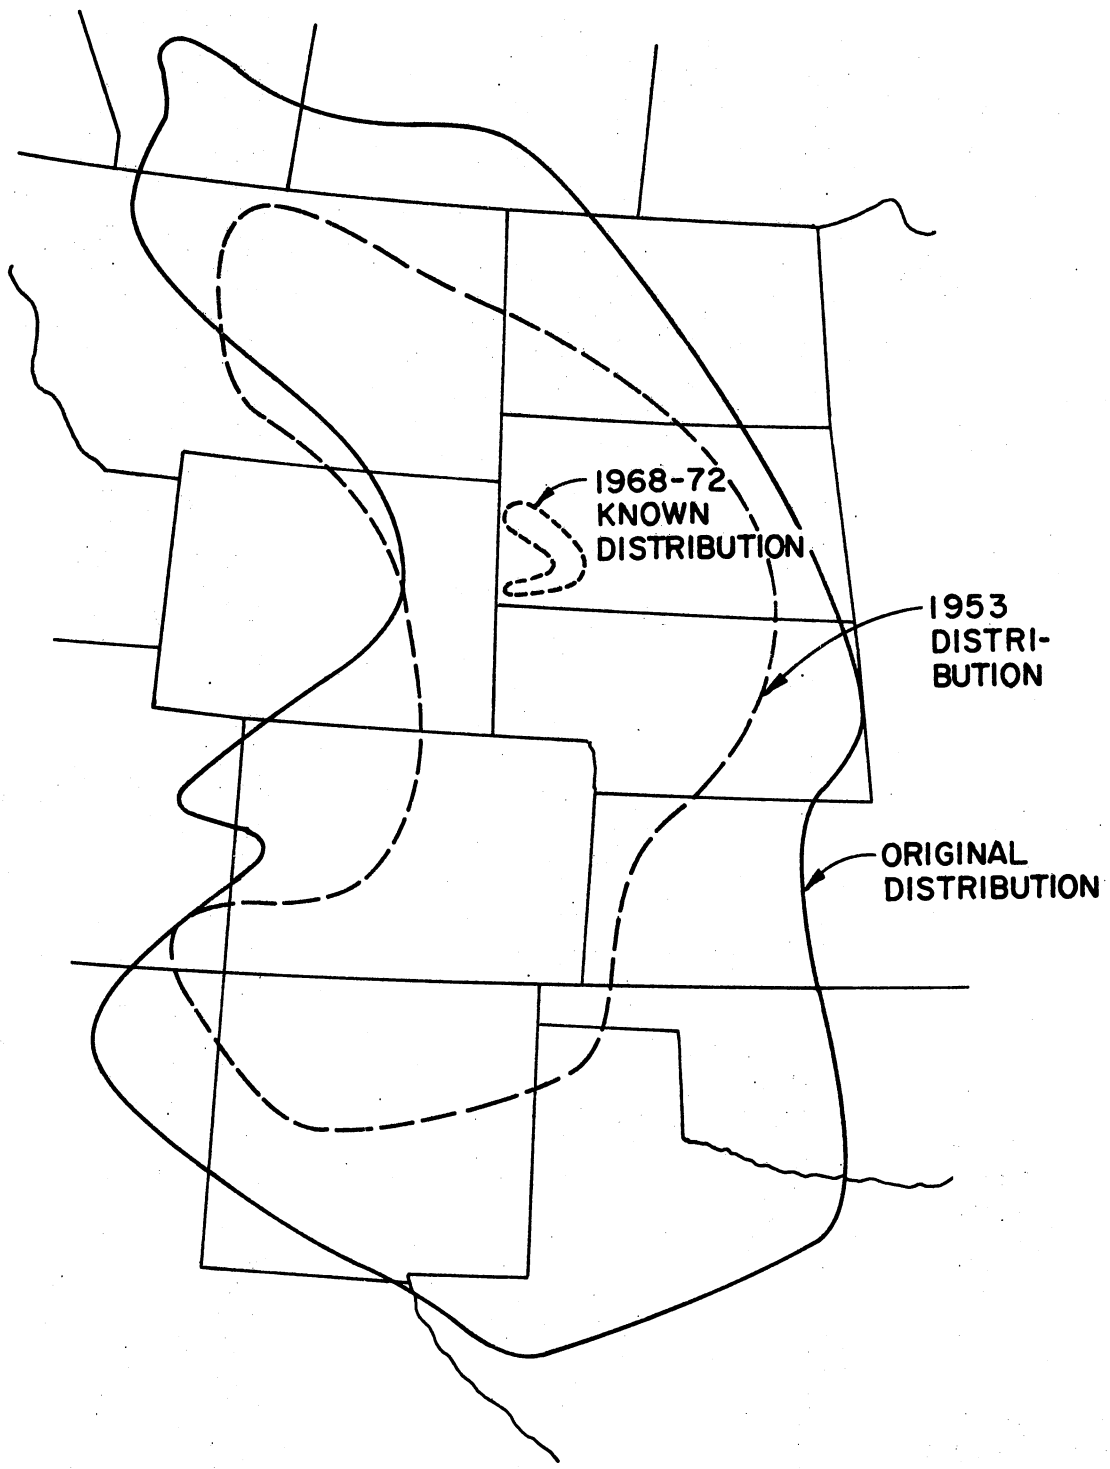 1968-72
KNOWN
DISTRIBUTION
1953
DISTRI-
BUTION
ORIGINAL
DISTRIBUTION